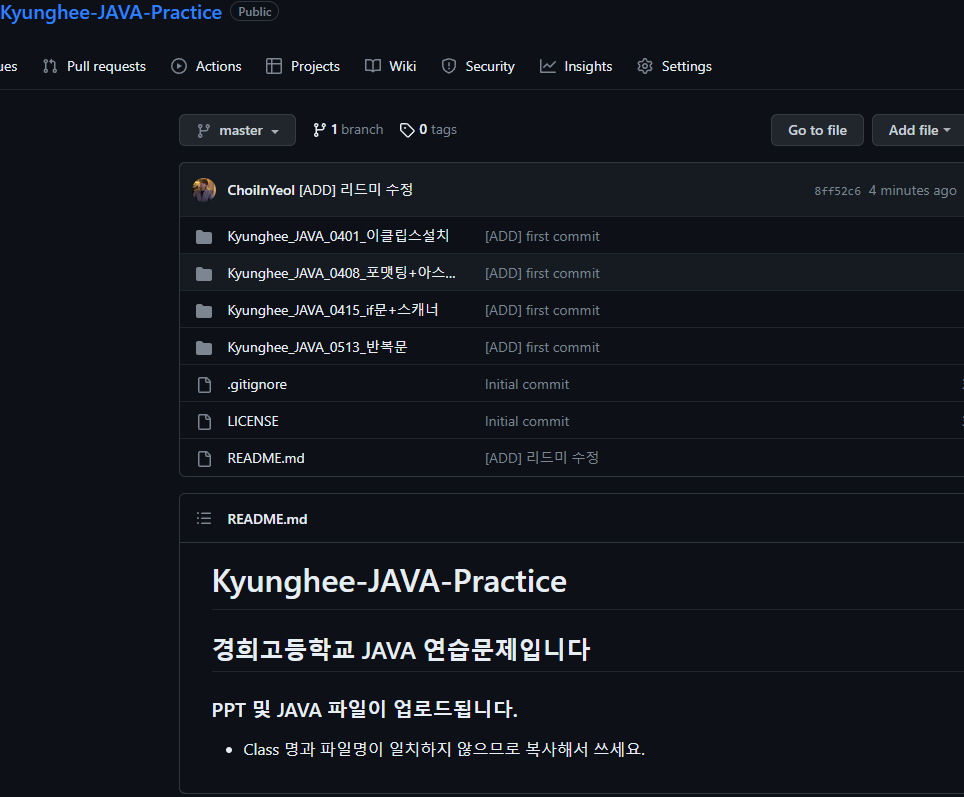 Kyunghee-JAVA-Practice Public
ues Pull requests Actions Projects Wiki Security Insights Settings
master 1 branch 0 tags Go to file Add file
ChoiInYeol [ADD] 리드미 수정 8ff52c6 4 minutes ago
Kyunghee_JAVA_0401_이클립스설치 [ADD] first commit
Kyunghee_JAVA_0408_포맷팅+아스... [ADD] first commit
Kyunghee_JAVA_0415_if문+스캐너 [ADD] first commit
Kyunghee_JAVA_0513_반복문 [ADD] first commit
.gitignore Initial commit
LICENSE Initial commit
README.md [ADD] 리드미 수정
README.md
Kyunghee-JAVA-Practice
경희고등학교 JAVA 연습문제입니다
PPT 및 JAVA 파일이 업로드됩니다.
• Class 명과 파일명이 일치하지 않으므로 복사해서 쓰세요.